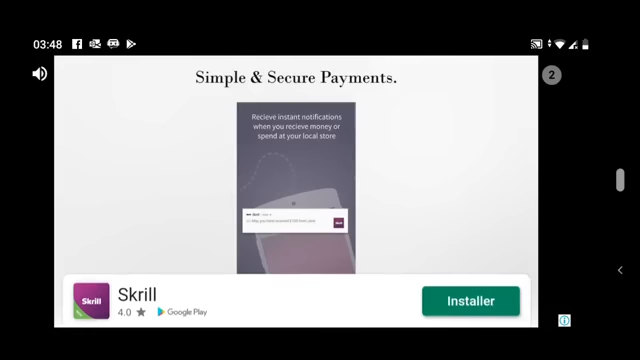 03:48
2
Simple & Secure Payments.
Recieve instant notifications
when you recieve money or
spend at your local store
Skrill
Skrill
4.0
Google Play
Installer